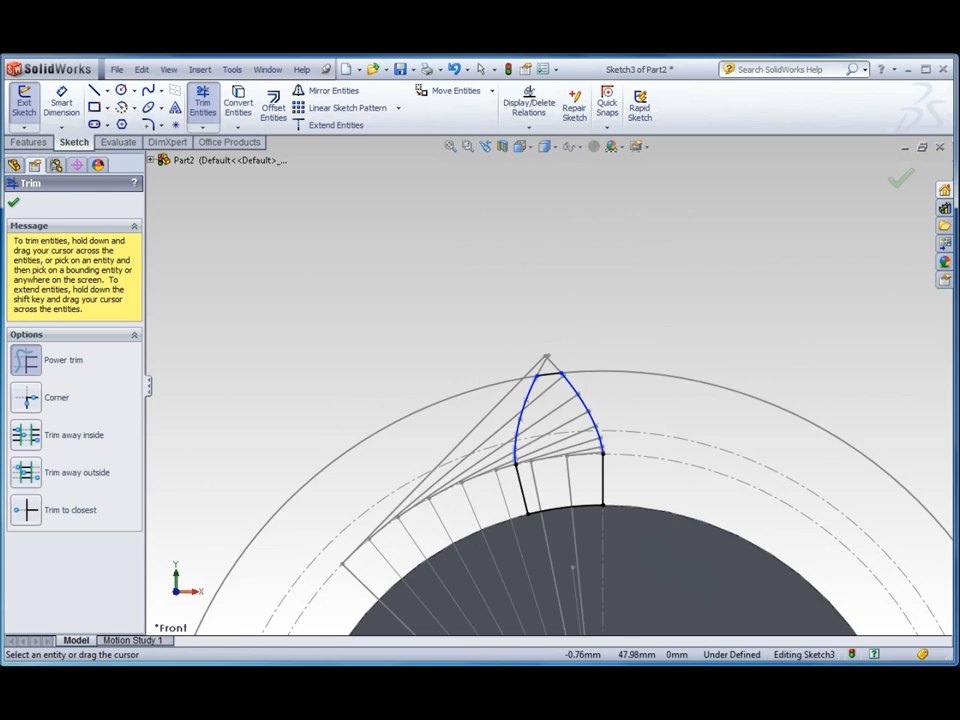 SolidWorks File Edit View Insert Tools Window Help Sketch3 of Part2 * Search SolidWorks Help
Exit Sketch
Smart Dimension
Trim Entities
Convert Entities
Offset Entities
Mirror Entities
Linear Sketch Pattern
Extend Entities
Move Entities
Display/Delete Relations
Repair Sketch
Quick Snaps
Rapid Sketch
Features Sketch Evaluate DimXpert Office Products
Part2 (Default<<Default>_...
Trim ?
Message
To trim entities, hold down and
drag your cursor across the
entities, or pick on an entity and
then pick on a bounding entity or
anywhere on the screen. To
extend entities, hold down the
shift key and drag your cursor
across the entities.
Options
Power trim
Corner
Trim away inside
Trim away outside
Trim to closest
Y
X
*Front
Model Motion Study 1
Select an entity or drag the cursor -0.76mm 47.98mm 0mm Under Defined Editing Sketch3